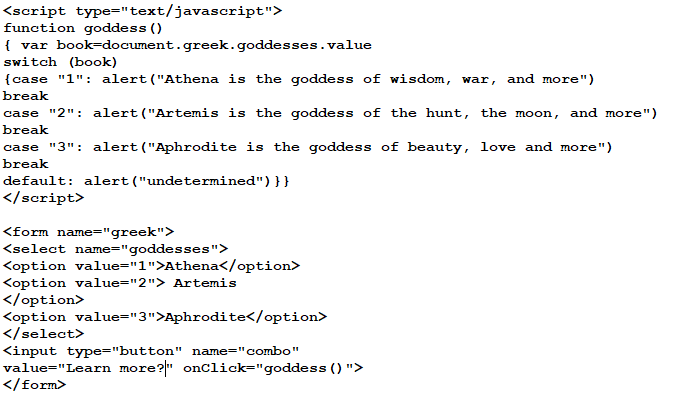 <script type="text/javascript">
function goddess()
{ var book=document.greek.goddesses.value
switch (book)
{case "1": alert("Athena is the goddess of wisdom, war, and more")
break
case "2": alert("Artemis is the goddess of the hunt, the moon, and more")
break
case "3": alert("Aphrodite is the goddess of beauty, love and more")
break
default: alert("undetermined")}}
</script>

<form name="greek">
<select name="goddesses">
<option value="1">Athena</option>
<option value="2"> Artemis
</option>
<option value="3">Aphrodite</option>
</select>
<input type="button" name="combo"
value="Learn more?" onClick="goddess()">
</form>